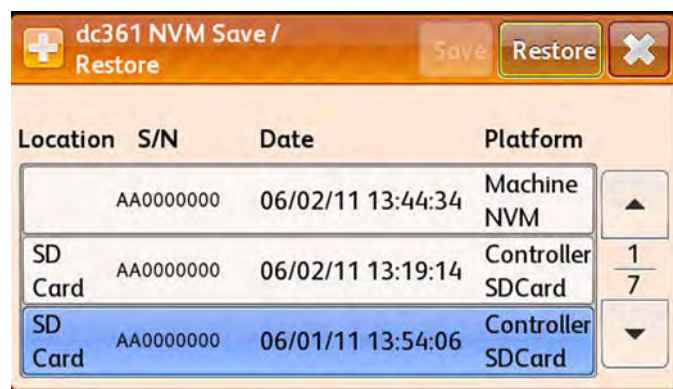 dc361 NVM Save /
Restore
Save Restore
Location S/N Date Platform
AA0000000 06/02/11 13:44:34 Machine
NVM
SD
Card AA0000000 06/02/11 13:19:14 Controller
SDCard
1
7
SD
Card AA0000000 06/01/11 13:54:06 Controller
SDCard